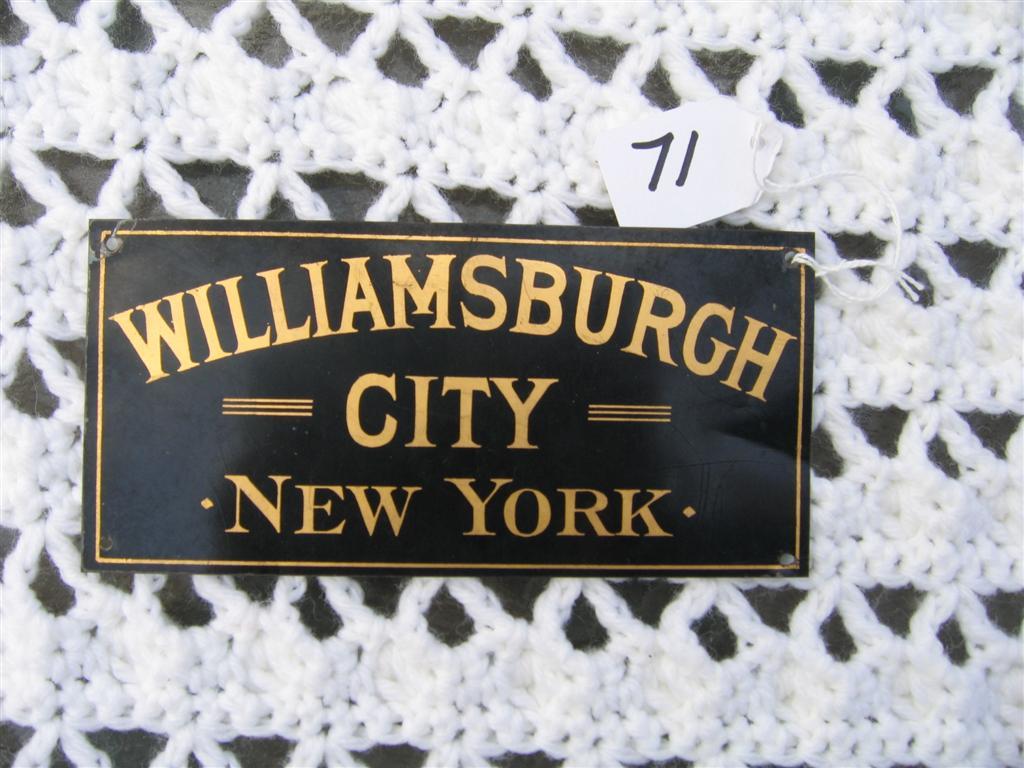 71
WILLIAMSBURGH
CITY
· NEW YORK ·